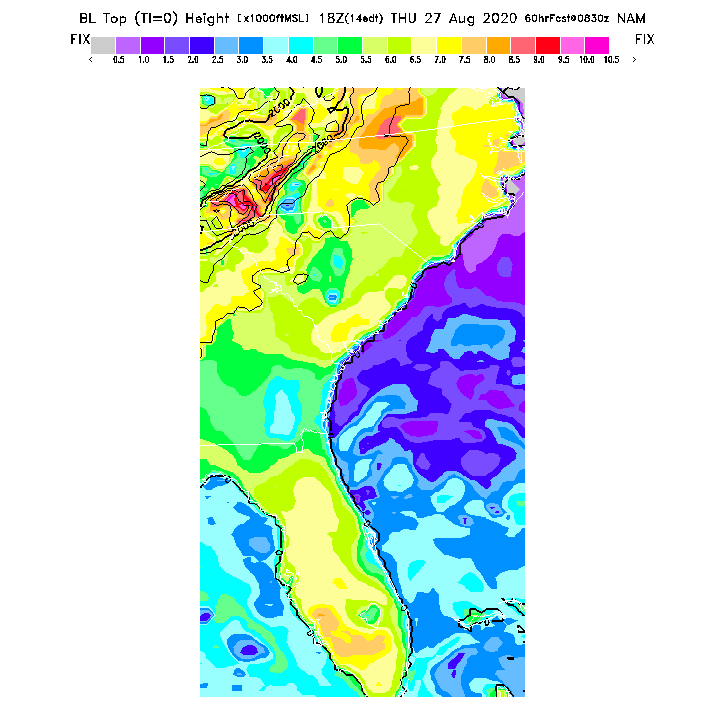 BL Top (TI=0) Height [x1000ftMSL] 18Z(14edt) THU 27 Aug 2020 60hrFcst@0830z NAM
FIX FIX
< 0.5 1.0 1.5 2.0 2.5 3.0 3.5 4.0 4.5 5.0 5.5 6.0 6.5 7.0 7.5 8.0 8.5 9.0 9.5 10.0 10.5 >
2000
2000